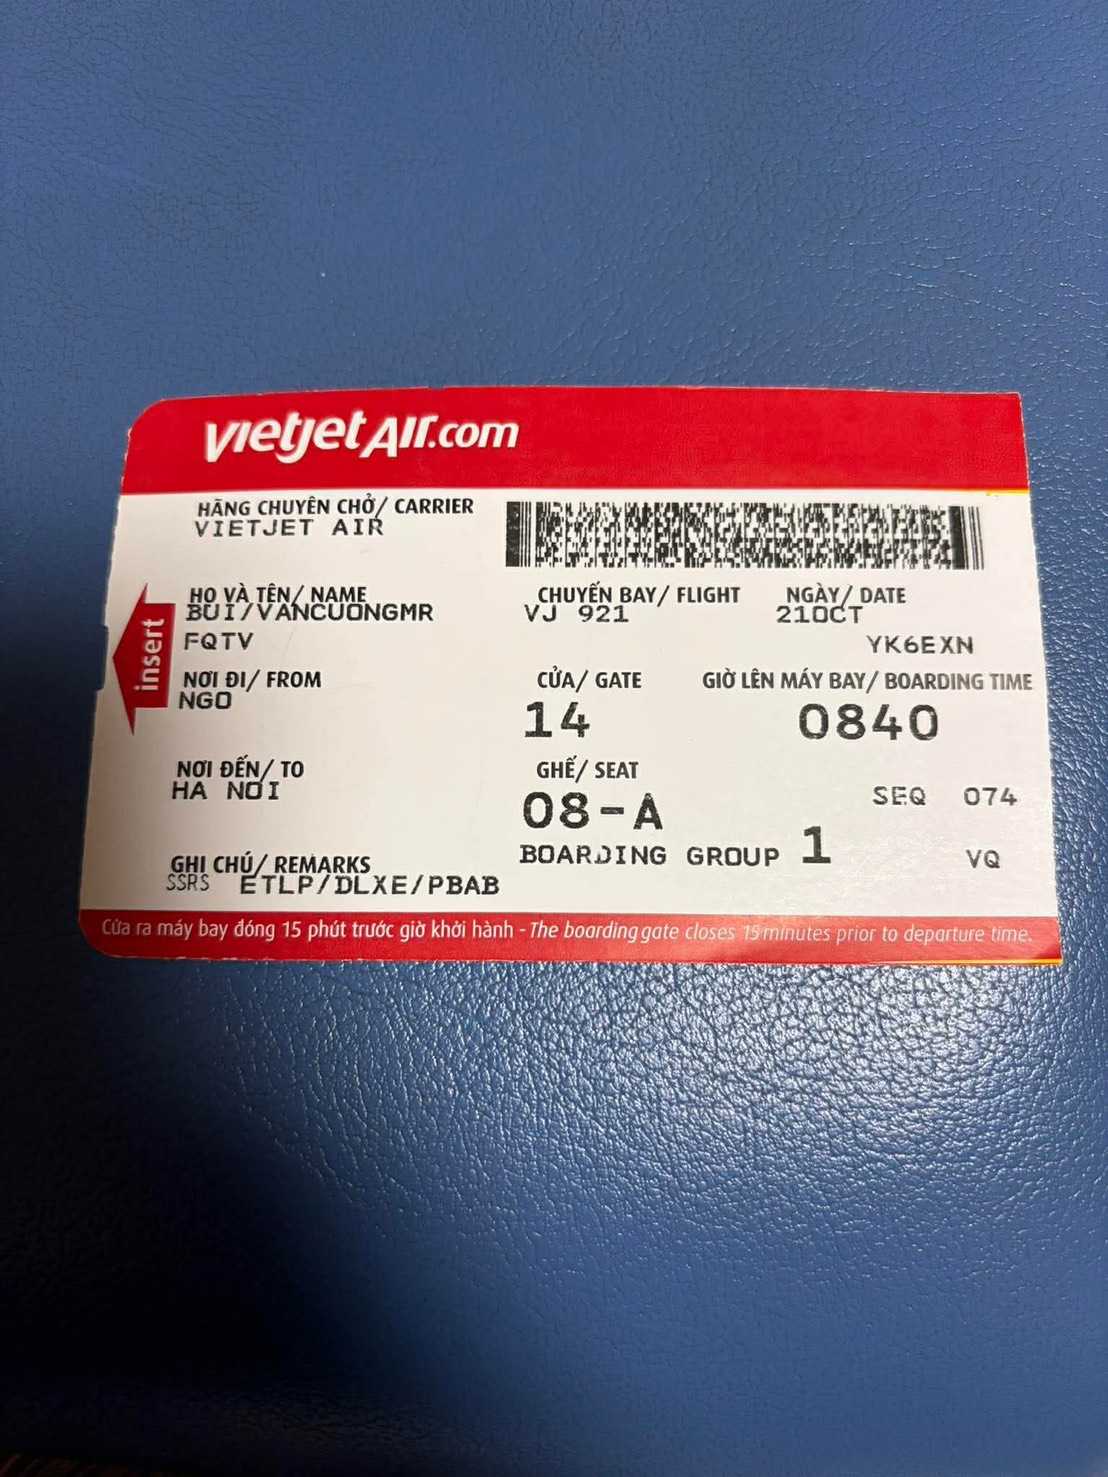 vietjetAir.com
HÃNG CHUYÊN CHỞ/ CARRIER
VIETJET AIR
HỌ VÀ TÊN/ NAME
BUI/VANCUONGMR
FQTV
CHUYẾN BAY/ FLIGHT
VJ 921
NGÀY/ DATE
21OCT
YK6EXN
insert
NƠI ĐI/ FROM
NGO
CỬA/ GATE
14
GIỜ LÊN MÁY BAY/ BOARDING TIME
0840
NƠI ĐẾN/ TO
HA NOI
GHẾ/ SEAT
08-A
SEQ 074
BOARDING GROUP 1
VQ
GHI CHÚ/ REMARKS
SSRS ETLP/DLXE/PBAB
Cửa ra máy bay đóng 15 phút trước giờ khởi hành - The boarding gate closes 15 minutes prior to departure time.